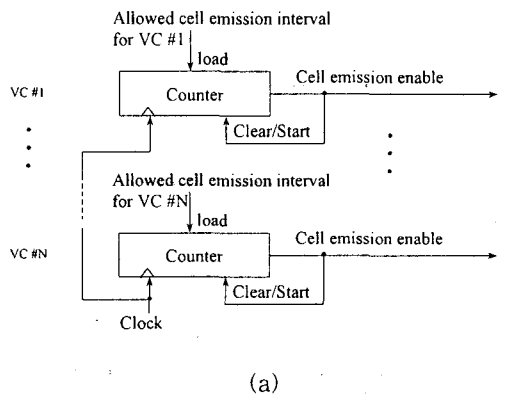 Allowed cell emission interval
for VC #1
load
Cell emission enable
VC #1
Counter
Clear/Start
Allowed cell emission interval
for VC #N
load
Cell emission enable
VC #N
Counter
Clear/Start
Clock
(a)